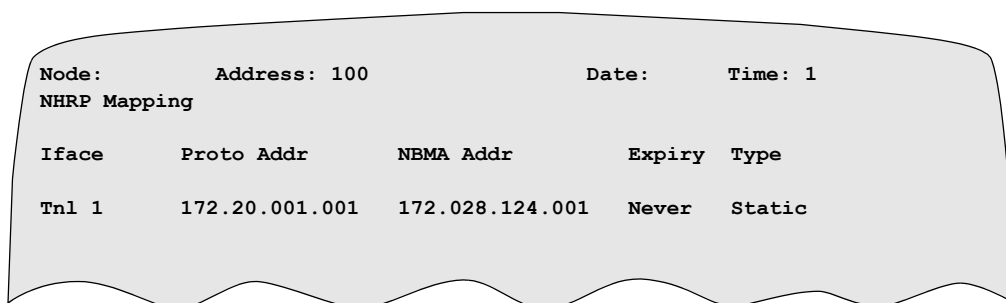 Node: Address: 100 Date: Time: 1
NHRP Mapping
Iface Proto Addr NBMA Addr Expiry Type
Tnl 1 172.20.001.001 172.028.124.001 Never Static